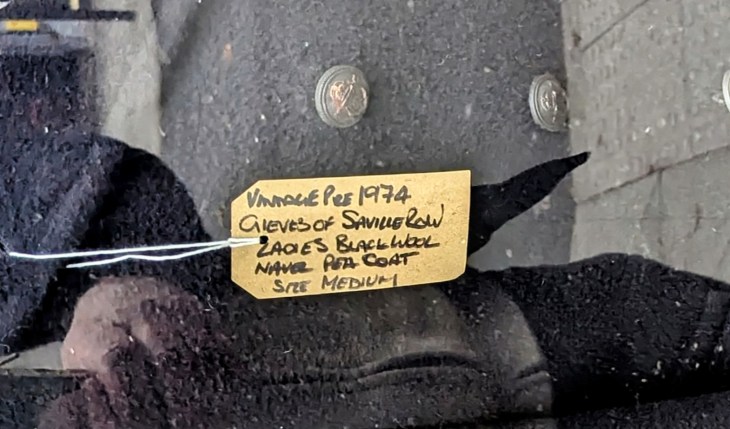 VINTAGE PRE 1974
GIEVES OF SAVILLE ROW
LADIES BLACK WOOL
NAVAL PEA COAT
SIZE MEDIUM